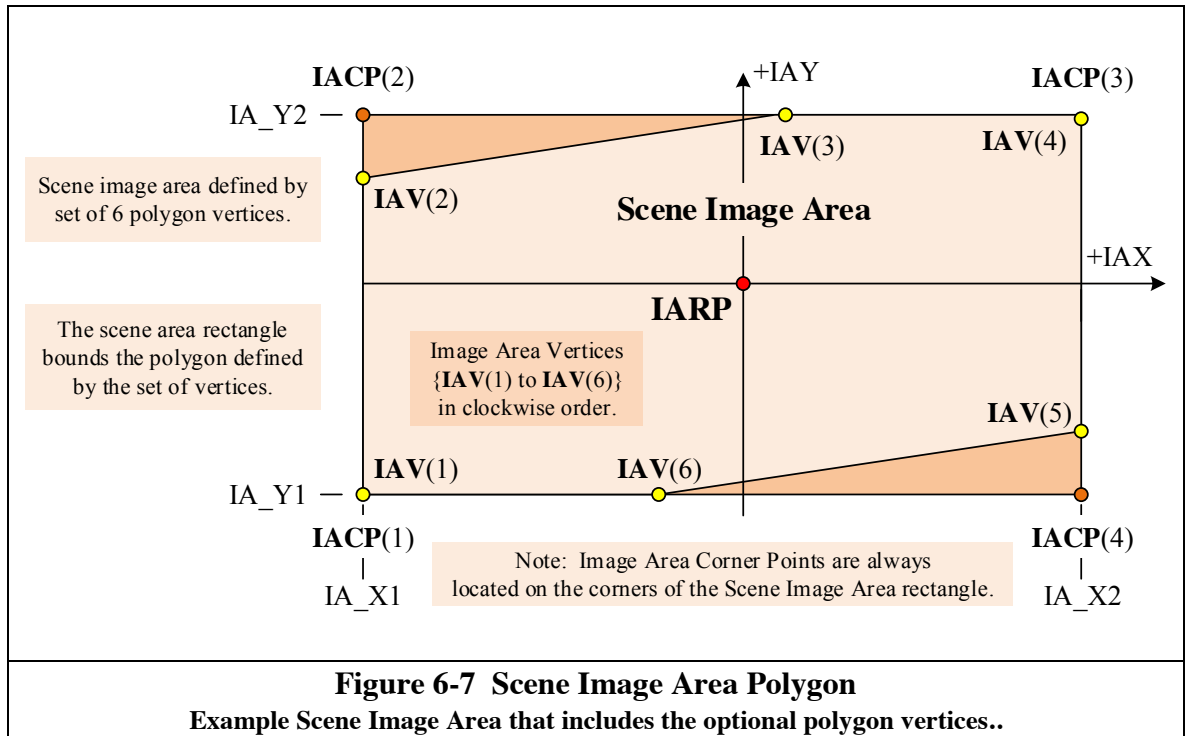 IACP(2)
+IAY
IACP(3)
IA_Y2
IAV(3)
IAV(4)
Scene image area defined by
set of 6 polygon vertices.
IAV(2)
Scene Image Area
+IAX
IARP
The scene area rectangle
bounds the polygon defined
by the set of vertices.
Image Area Vertices
{IAV(1) to IAV(6)}
in clockwise order.
IAV(5)
IAV(1)
IAV(6)
IA_Y1
IACP(1)
IACP(4)
Note: Image Area Corner Points are always
located on the corners of the Scene Image Area rectangle.
IA_X1
IA_X2
Figure 6-7 Scene Image Area Polygon
Example Scene Image Area that includes the optional polygon vertices..